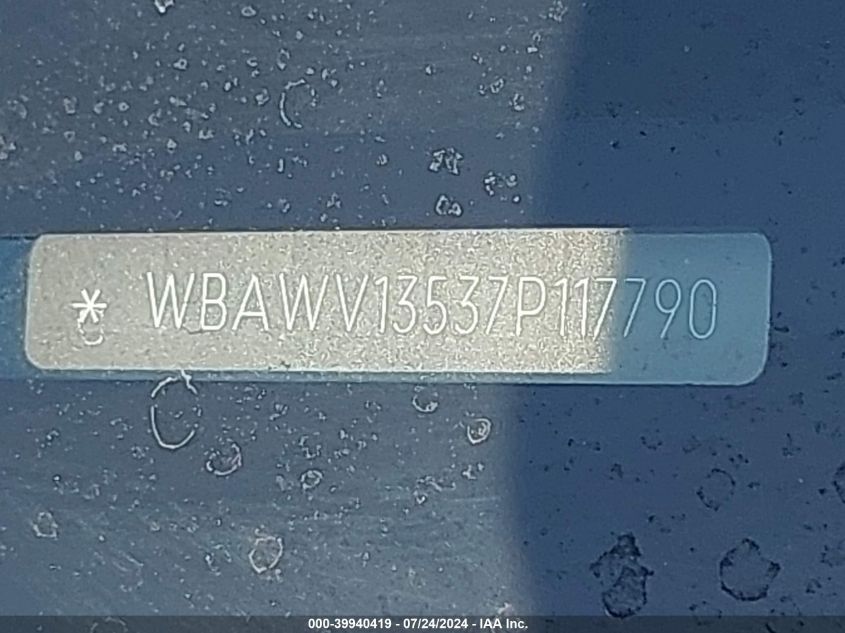 * WBAWV13537P117790
000-39940419 - 07/24/2024 - IAA Inc.